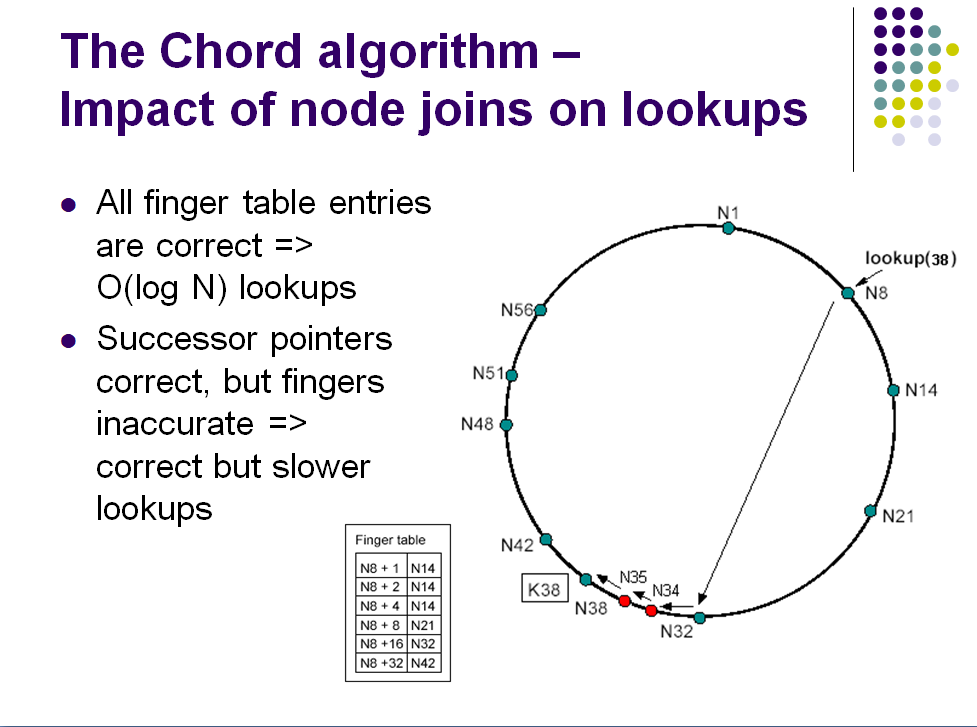 The Chord algorithm –
Impact of node joins on lookups
All finger table entries
are correct =>
O(log N) lookups
Successor pointers
correct, but fingers
inaccurate =>
correct but slower
lookups
N1
lookup(38)
N8
N56
N51
N14
N48
N21
N42
K38
N35
N34
N38
N32
Finger table
N8 + 1 N14
N8 + 2 N14
N8 + 4 N14
N8 + 8 N21
N8 +16 N32
N8 +32 N42